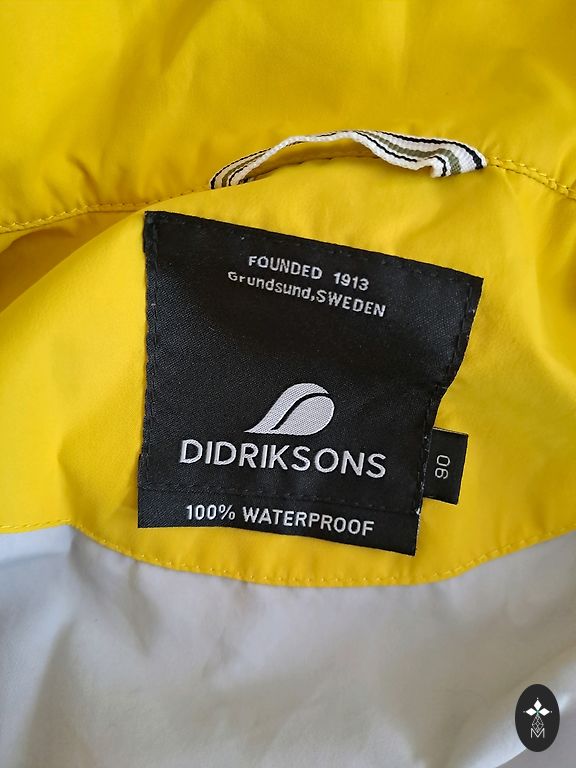 FOUNDED 1913
Grundsund,SWEDEN
DIDRIKSONS
90
100% WATERPROOF
M